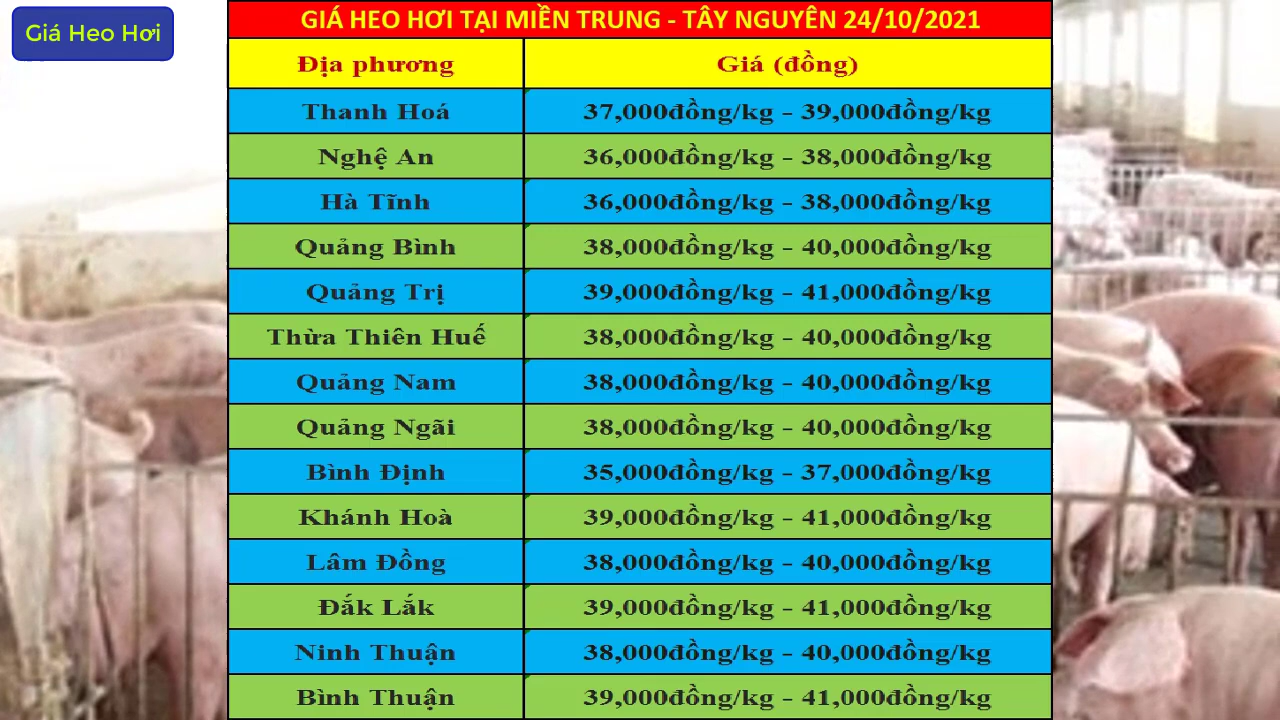 Giá Heo Hơi
GIÁ HEO HƠI TẠI MIỀN TRUNG - TÂY NGUYÊN 24/10/2021
Địa phương Giá (đồng)
Thanh Hoá 37,000đồng/kg - 39,000đồng/kg
Nghệ An 36,000đồng/kg - 38,000đồng/kg
Hà Tĩnh 36,000đồng/kg - 38,000đồng/kg
Quảng Bình 38,000đồng/kg - 40,000đồng/kg
Quảng Trị 39,000đồng/kg - 41,000đồng/kg
Thừa Thiên Huế 38,000đồng/kg - 40,000đồng/kg
Quảng Nam 38,000đồng/kg - 40,000đồng/kg
Quảng Ngãi 38,000đồng/kg - 40,000đồng/kg
Bình Định 35,000đồng/kg - 37,000đồng/kg
Khánh Hoà 39,000đồng/kg - 41,000đồng/kg
Lâm Đồng 38,000đồng/kg - 40,000đồng/kg
Đắk Lắk 39,000đồng/kg - 41,000đồng/kg
Ninh Thuận 38,000đồng/kg - 40,000đồng/kg
Bình Thuận 39,000đồng/kg - 41,000đồng/kg